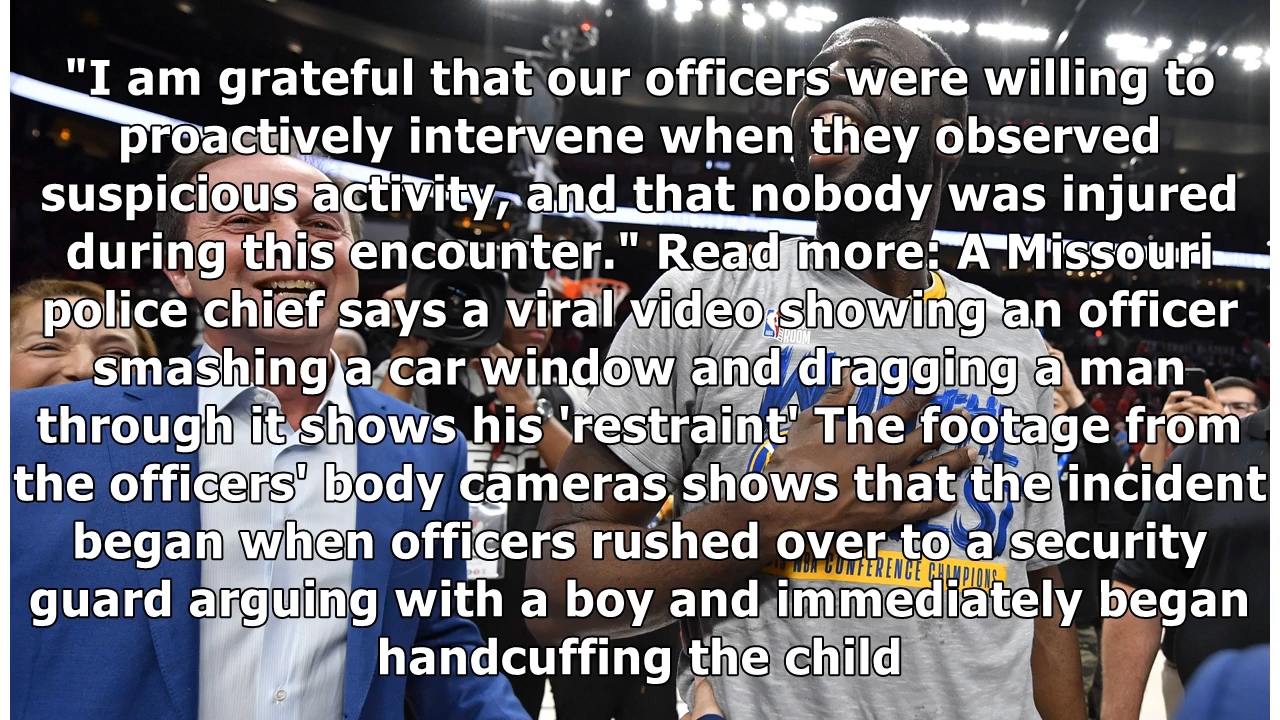 "I am grateful that our officers were willing to
proactively intervene when they observed
suspicious activity, and that nobody was injured
during this encounter." Read more: A Missouri
police chief says a viral video showing an officer
smashing a car window and dragging a man
through it shows his 'restraint' The footage from
the officers' body cameras shows that the incident
began when officers rushed over to a security
guard arguing with a boy and immediately began
handcuffing the child
NBA CONFERENCE CHAMPIONS